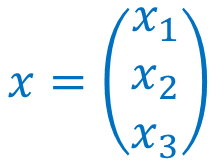 x = (x₁
x₂
x₃)